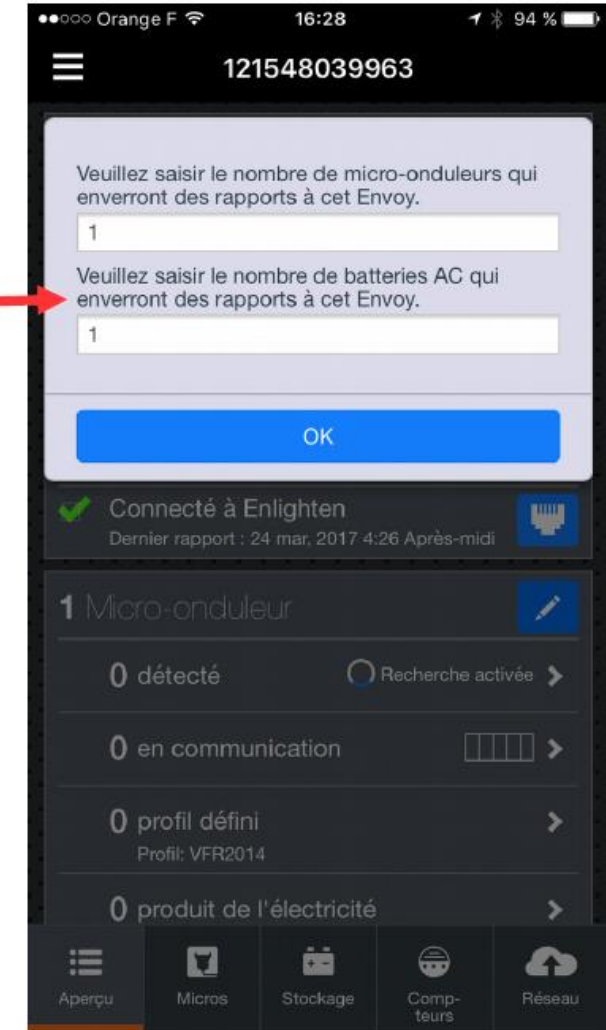 Orange F 16:28 94 %
121548039963
Veuillez saisir le nombre de micro-onduleurs qui
enverront des rapports à cet Envoy.
1
Veuillez saisir le nombre de batteries AC qui
enverront des rapports à cet Envoy.
1
OK
Connecté à Enlighten
Dernier rapport : 24 mar, 2017 4:26 Après-midi
1 Micro-onduleur
0 détecté Recherche activée
0 en communication
0 profil défini
Profil: VFR2014
0 produit de l'électricité
Aperçu Micros Stockage Comp- Réseau
teurs